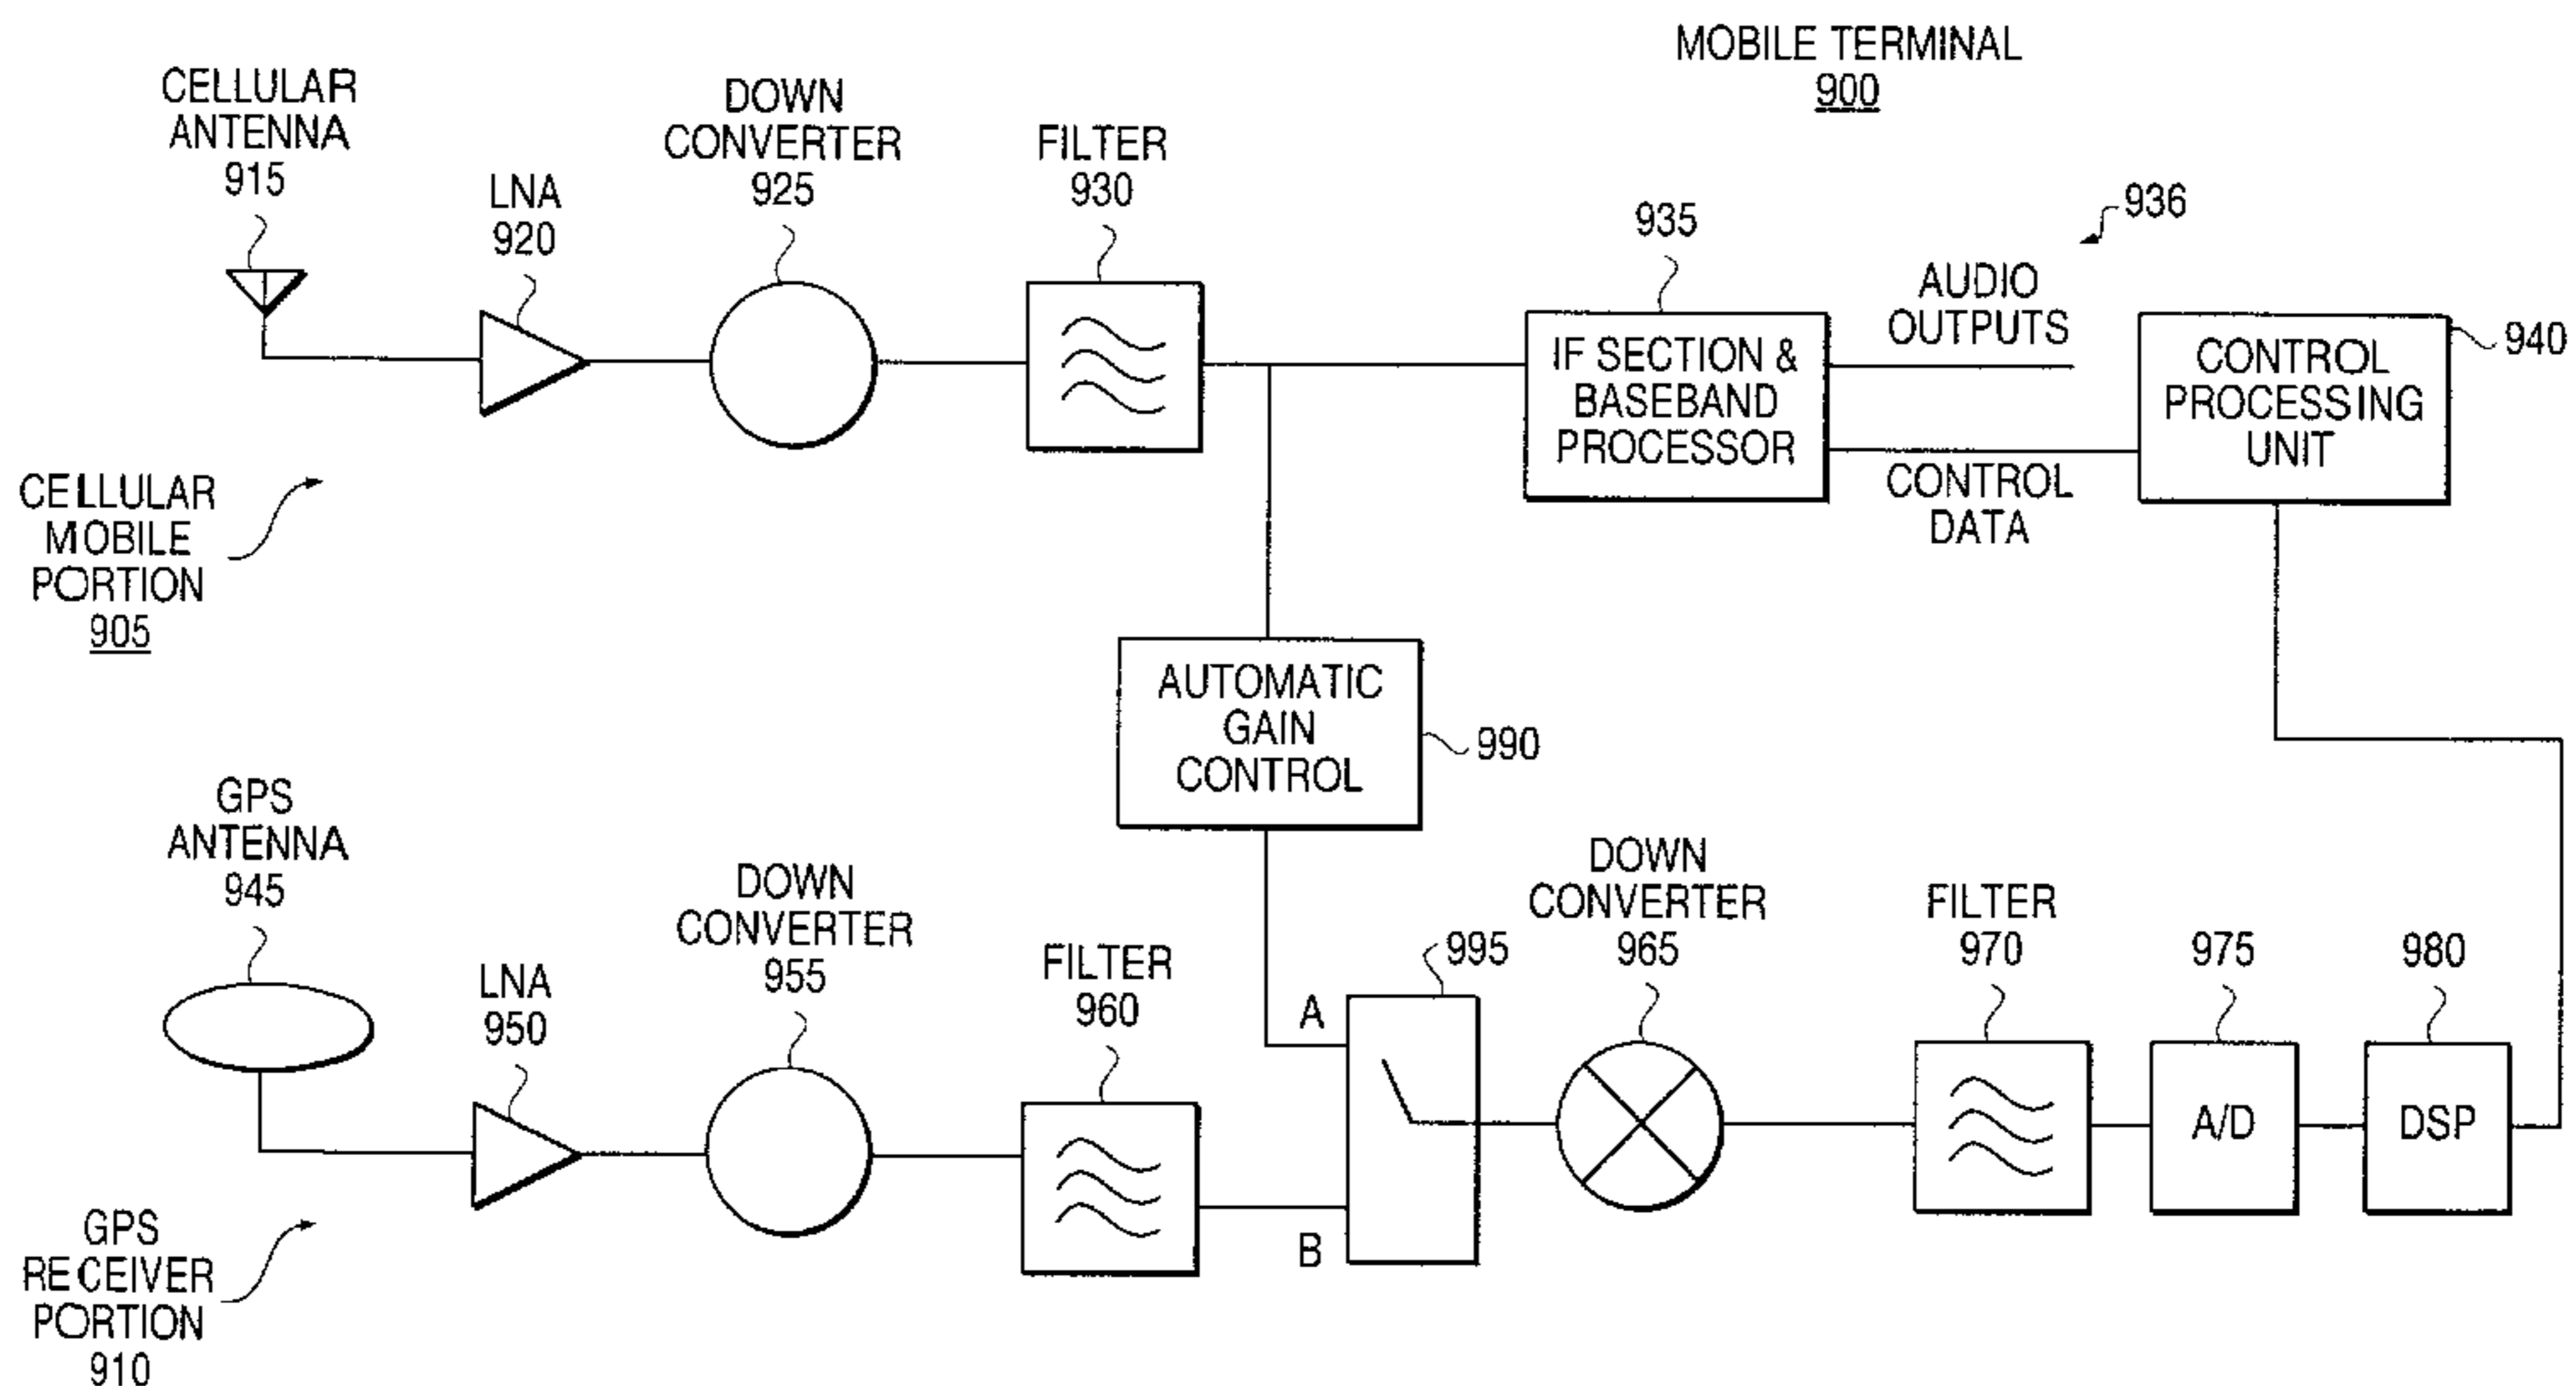 MOBILE TERMINAL
900
CELLULAR
ANTENNA
915
LNA
920
DOWN
CONVERTER
925
FILTER
930
935
936
AUDIO
OUTPUTS
IF SECTION &
BASEBAND
PROCESSOR
CONTROL
PROCESSING
UNIT
940
CONTROL
DATA
CELLULAR
MOBILE
PORTION
905
AUTOMATIC
GAIN
CONTROL
990
GPS
ANTENNA
945
LNA
950
DOWN
CONVERTER
955
FILTER
960
A
B
995
DOWN
CONVERTER
965
FILTER
970
975
A/D
980
DSP
GPS
RECEIVER
PORTION
910